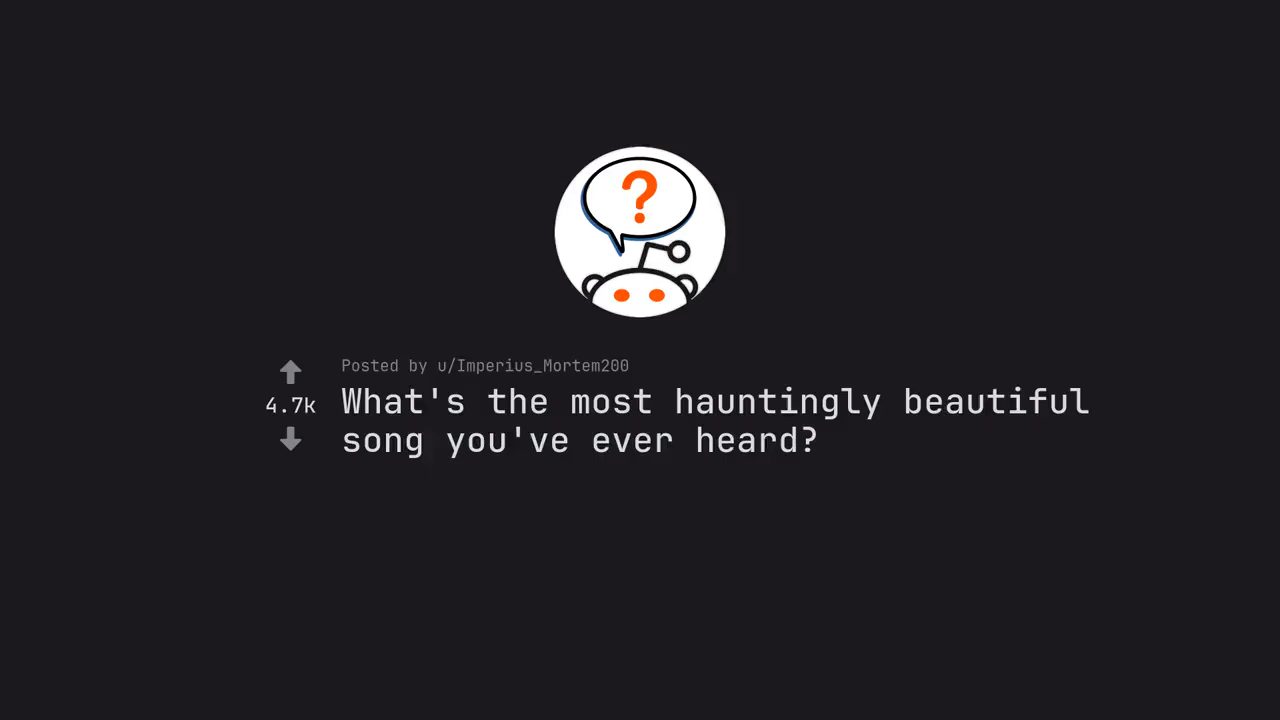 ?
Posted by u/Imperius_Mortem200
4.7k
What's the most hauntingly beautiful
song you've ever heard?